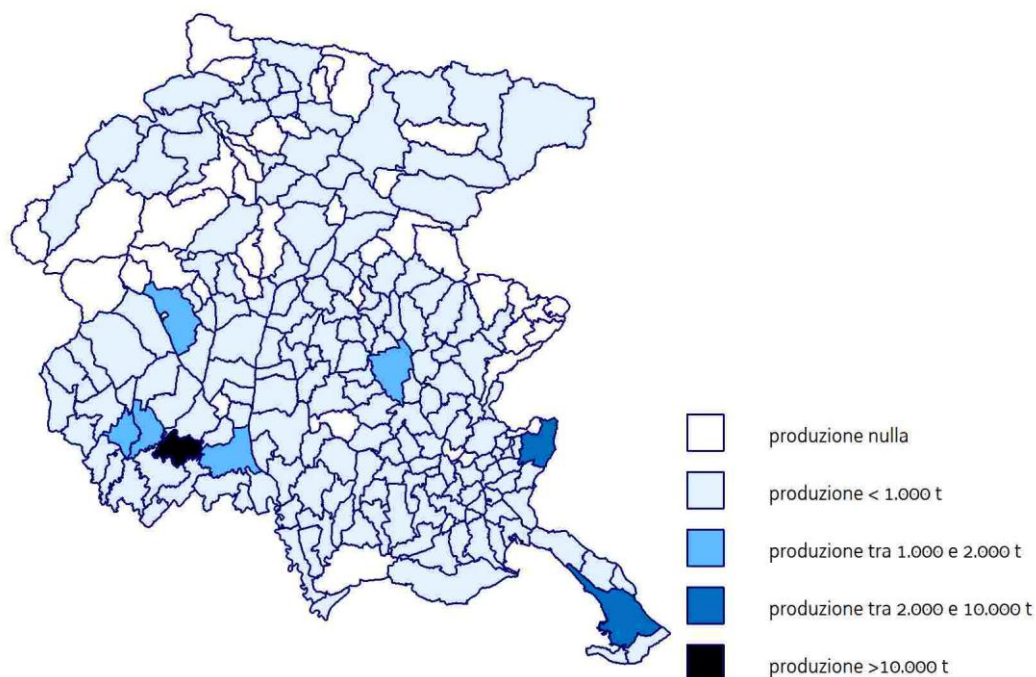 produzione nulla
produzione < 1.000 t
produzione tra 1.000 e 2.000 t
produzione tra 2.000 e 10.000 t
produzione >10.000 t